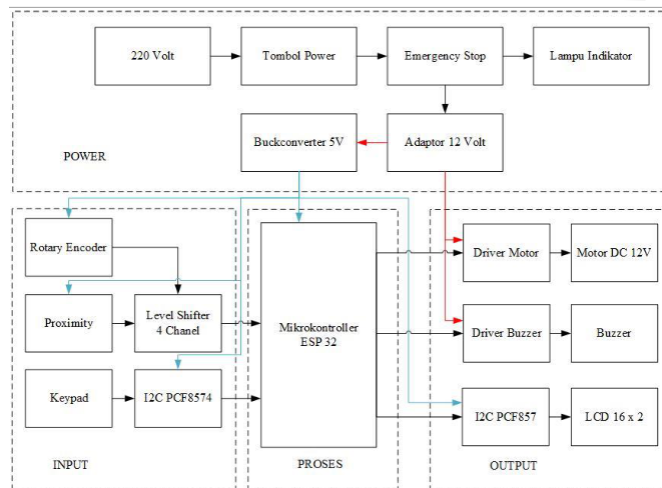 220 Volt
Tombol Power
Emergency Stop
Lampu Indikator
Buckconverter 5V
Adaptor 12 Volt
POWER
Rotary Encoder
Driver Motor
Motor DC 12V
Proximity
Level Shifter
4 Chanel
Mikrokontroller
ESP 32
Driver Buzzer
Buzzer
Keypad
I2C PCF8574
I2C PCF857
LCD 16 x 2
INPUT
PROSES
OUTPUT